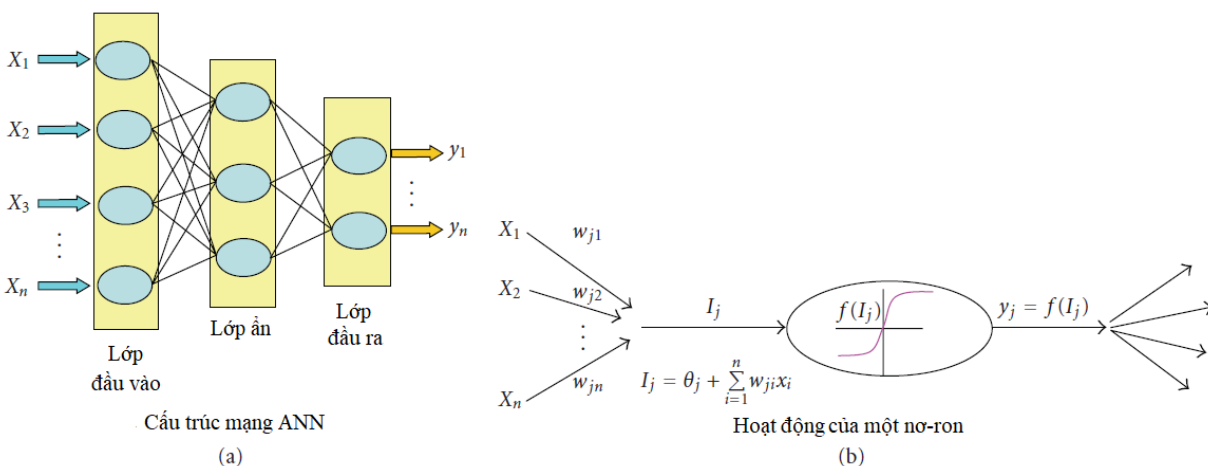 X₁
X₂
X₃
⋮
Xₙ
y₁
⋮
yₙ
Lớp
đầu vào
Lớp ẩn
Lớp
đầu ra
Cấu trúc mạng ANN
(a)
X₁
wⱼ₁
X₂
wⱼ₂
⋮
Xₙ
wⱼₙ
Iⱼ
Iⱼ = θⱼ + ∑ᵢ₌₁ⁿ wⱼᵢxᵢ
f(Iⱼ)
yⱼ = f(Iⱼ)
Hoạt động của một nơ-ron
(b)